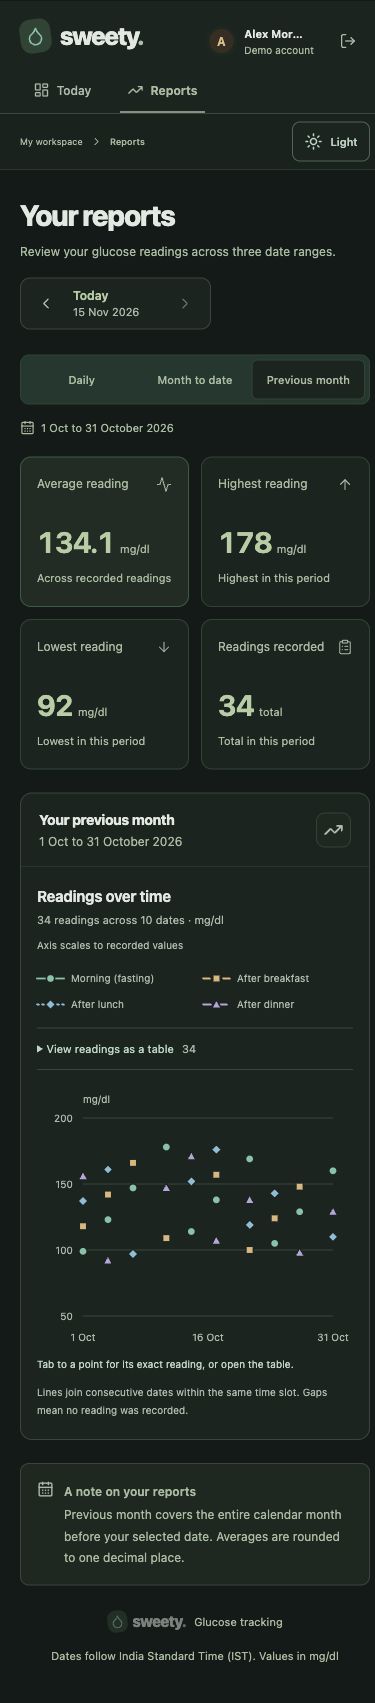 sweety.
A
Alex Mor...
Demo account
Today
Reports
My workspace
Reports
Light
Your reports
Review your glucose readings across three date ranges.
Today
15 Nov 2026
Daily
Month to date
Previous month
1 Oct to 31 October 2026
Average reading
134.1 mg/dl
Across recorded readings
Highest reading
178 mg/dl
Highest in this period
Lowest reading
92 mg/dl
Lowest in this period
Readings recorded
34 total
Total in this period
Your previous month
1 Oct to 31 October 2026
Readings over time
34 readings across 10 dates · mg/dl
Axis scales to recorded values
Morning (fasting)
After breakfast
After lunch
After dinner
View readings as a table 34
mg/dl
200
150
100
50
1 Oct
16 Oct
31 Oct
Tab to a point for its exact reading, or open the table.
Lines join consecutive dates within the same time slot. Gaps
mean no reading was recorded.
A note on your reports
Previous month covers the entire calendar month
before your selected date. Averages are rounded
to one decimal place.
sweety. Glucose tracking
Dates follow India Standard Time (IST). Values in mg/dl